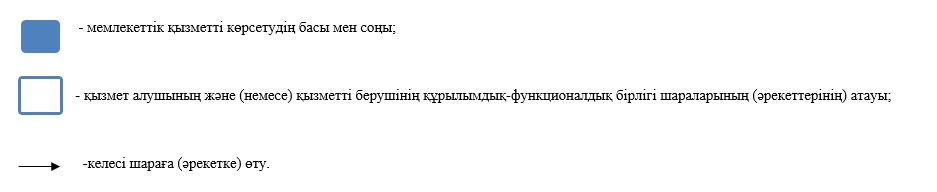 - мемлекеттік қызметті көрсетудің басы мен соңы;
- қызмет алушының және (немесе) қызметті берушінің құрылымдық-функционалдық бірлігі шараларының (әрекеттерінің) атауы;
-келесі шараға (әрекетке) өту.